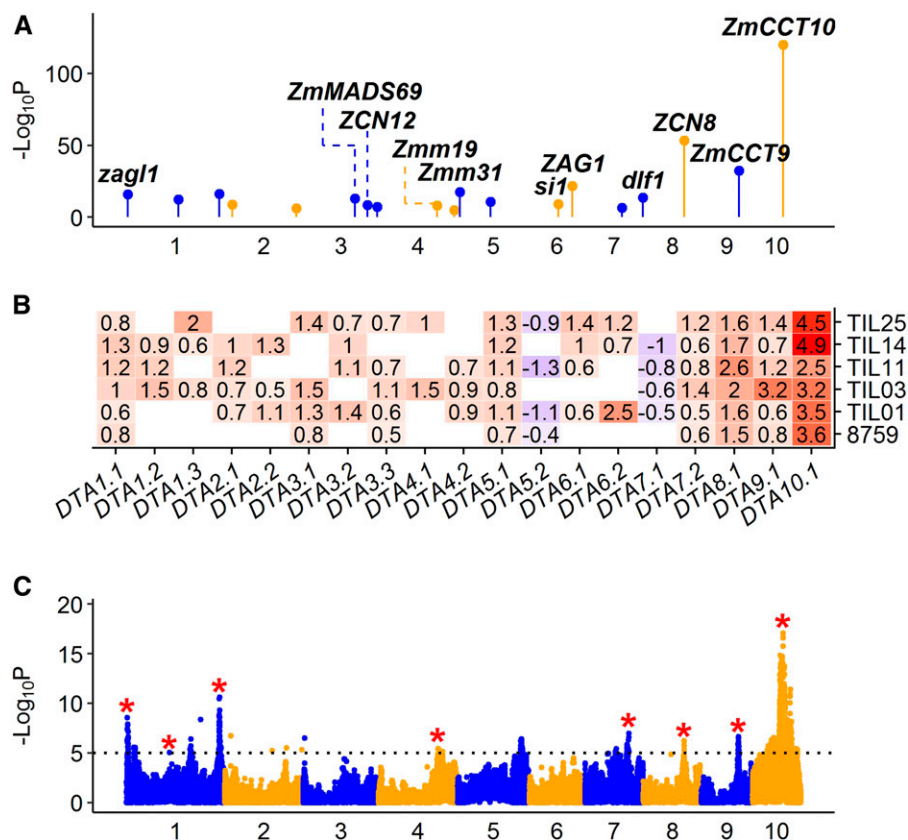 A
ZmCCT10
-Log10P
100
50
0
ZmMADS69
ZCN12
ZCN8
Zmm19
ZAG1
ZmCCT9
zagl1
Zmm31
si1
dlf1
1 2 3 4 5 6 7 8 9 10
B
0.8 2 1.4 0.7 0.7 1 1.3 -0.9 1.4 1.2 1.2 1.6 1.4 4.5 TIL25
1.3 0.9 0.6 1 1.3 1 1.2 1 0.7 -1 0.6 1.7 0.7 4.9 TIL14
1.2 1.2 1.2 1.1 0.7 0.7 1.1 -1.3 0.6 -0.8 0.8 2.6 1.2 2.5 TIL11
1 1.5 0.8 0.7 0.5 1.5 1.1 1.5 0.9 0.8 -0.6 1.4 2 3.2 3.2 TIL03
0.6 0.7 1.1 1.3 1.4 0.6 0.9 1.1 -1.1 0.6 2.5 -0.5 0.5 1.6 0.6 3.5 TIL01
0.8 0.8 0.5 0.7 -0.4 0.6 1.5 0.8 3.6 8759
DTA1.1 DTA1.2 DTA1.3 DTA2.1 DTA2.2 DTA3.1 DTA3.2 DTA3.3 DTA4.1 DTA4.2 DTA5.1 DTA5.2 DTA6.1 DTA6.2 DTA7.1 DTA7.2 DTA8.1 DTA9.1 DTA10.1
C
-Log10P
20
15
10
5
0
* * * * * * * *
1 2 3 4 5 6 7 8 9 10